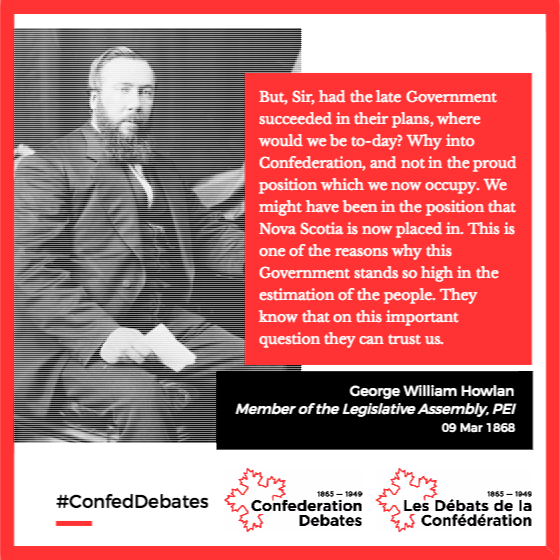 But, Sir, had the late Government
succeeded in their plans, where
would we be to-day? Why into
Confederation, and not in the proud
position which we now occupy. We
might have been in the position that
Nova Scotia is now placed in. This is
one of the reasons why this
Government stands so high in the
estimation of the people. They
know that on this important
question they can trust us.
George William Howlan
Member of the Legislative Assembly, PEI
09 Mar 1868
#ConfedDebates
1865 — 1949
Confederation
Debates
1865 — 1949
Les Débats de la
Confédération